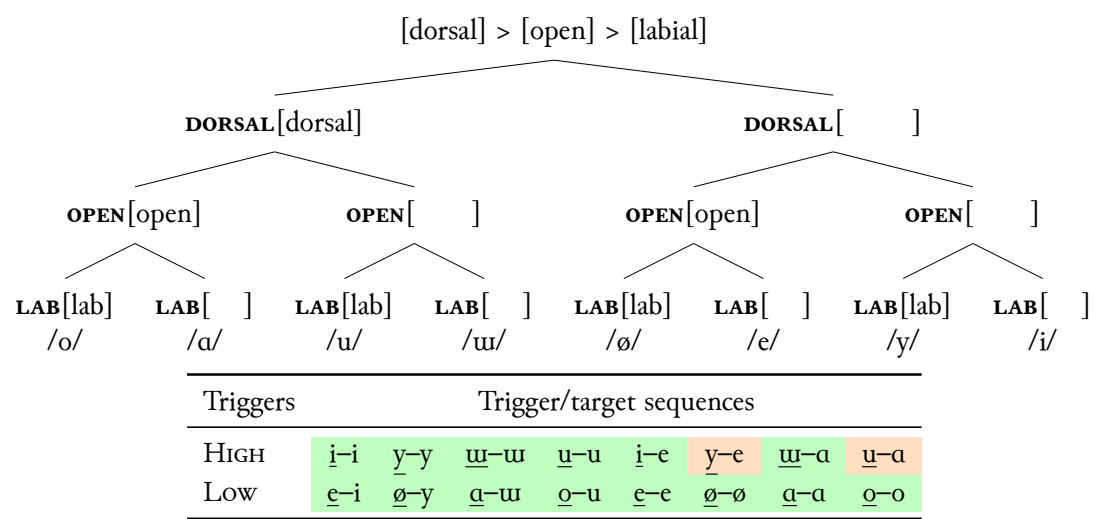 [dorsal] > [open] > [labial]
DORSAL[dorsal] DORSAL[ ]
OPEN[open] OPEN[ ] OPEN[open] OPEN[ ]
LAB[lab] LAB[ ] LAB[lab] LAB[ ] LAB[lab] LAB[ ] LAB[lab] LAB[ ]
/o/ /ɑ/ /u/ /ɯ/ /ø/ /e/ /y/ /i/
Triggers Trigger/target sequences
High i–i y–y ɯ–ɯ u–u i–e y–e ɯ–ɑ u–ɑ
Low e–i ø–y ɑ–ɯ o–u e–e ø–ø ɑ–ɑ o–o